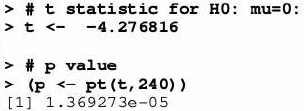 > # t statistic for H0: mu=0:
> t <- -4.276816
> # p value
> (p <- pt(t,240))
[1] 1.369273e-05